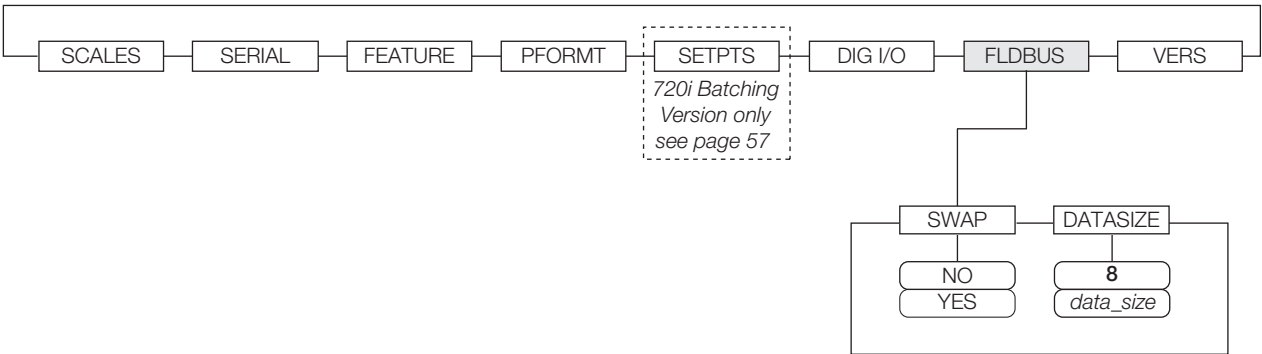 SCALES SERIAL FEATURE PFORMT SETPTS DIG I/O FLDBUS VERS
720i Batching
Version only
see page 57
SWAP DATASIZE
NO 8
YES data_size